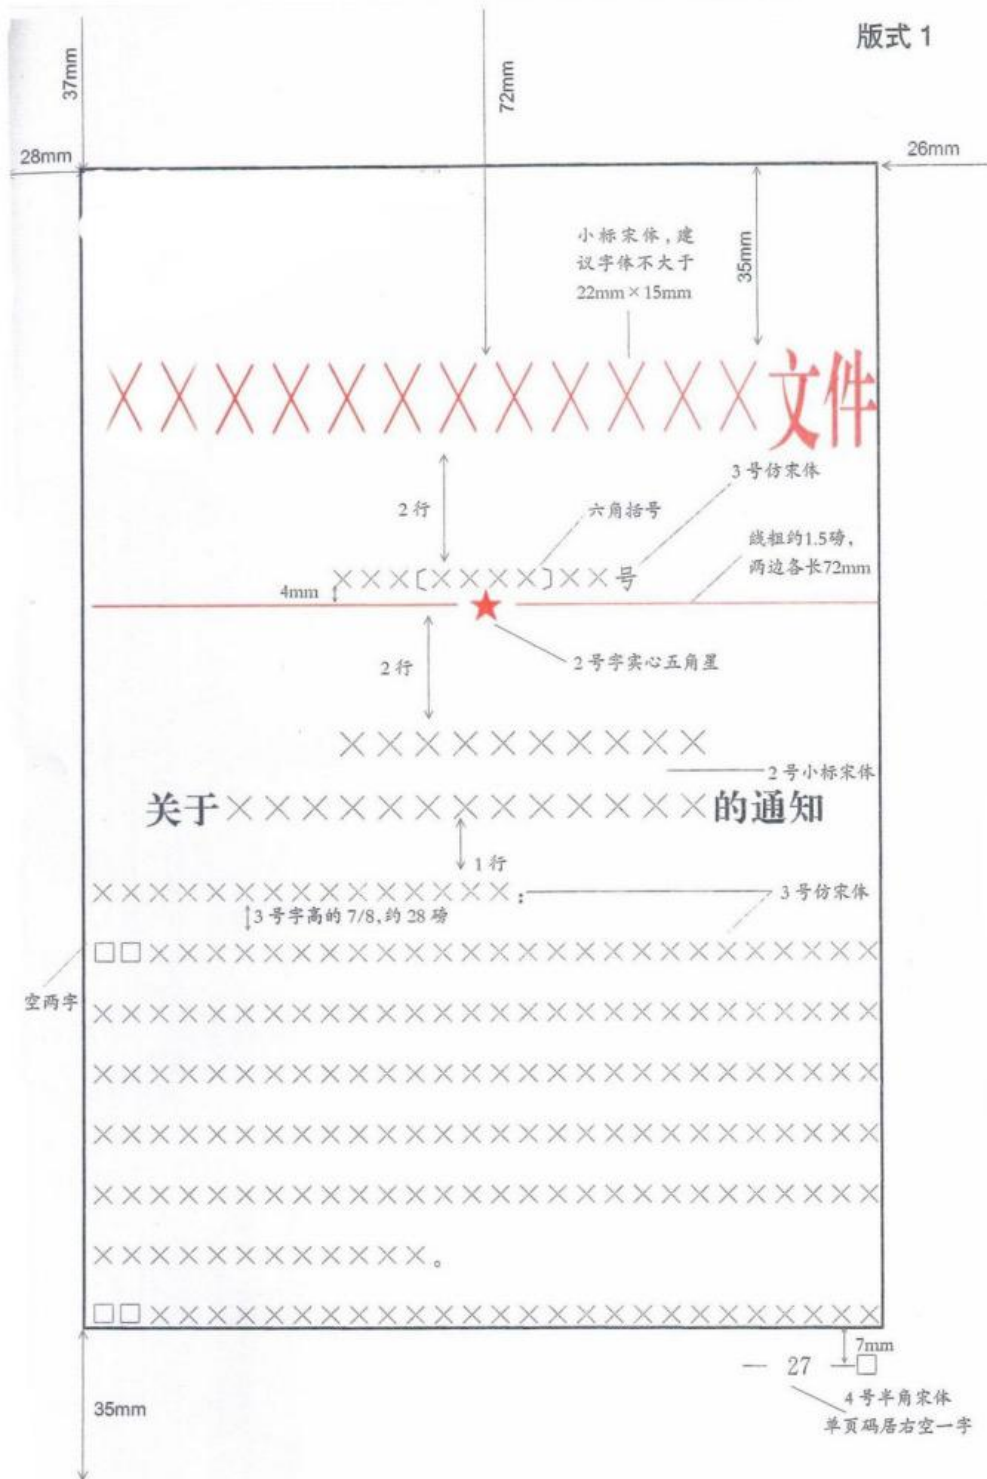 版式 1
37mm
72mm
28mm
26mm
35mm
小标宋体，建
议字体不大于
22mm×15mm
××××××××××××文件
3 号仿宋体
2 行
六角括号
线粗约1.5磅，
两边各长72mm
×××〔××××〕××号
4mm
★
2 行
2 号字实心五角星
××××××××××
2 号小标宋体
关于×××××××××××××的通知
1 行
×××××××××××××××：
3 号仿宋体
3 号字高的 7/8,约 28 磅
□□××××××××××××××××××××××××××
空两字
××××××××××××××××××××××××××××
××××××××××××××××××××××××××××
××××××××××××××××××××××××××××
××××××××××××××××××××××××××××
××××××××××××。
□□××××××××××××××××××××××××××
7mm
— 27 —□
35mm
4 号半角宋体
单页码居右空一字